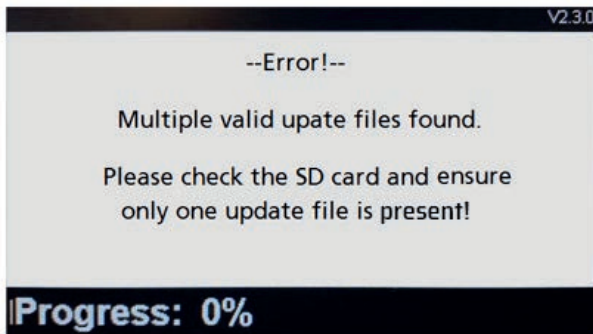 V2.3.0
--Error!--
Multiple valid upate files found.
Please check the SD card and ensure
only one update file is present!
Progress: 0%